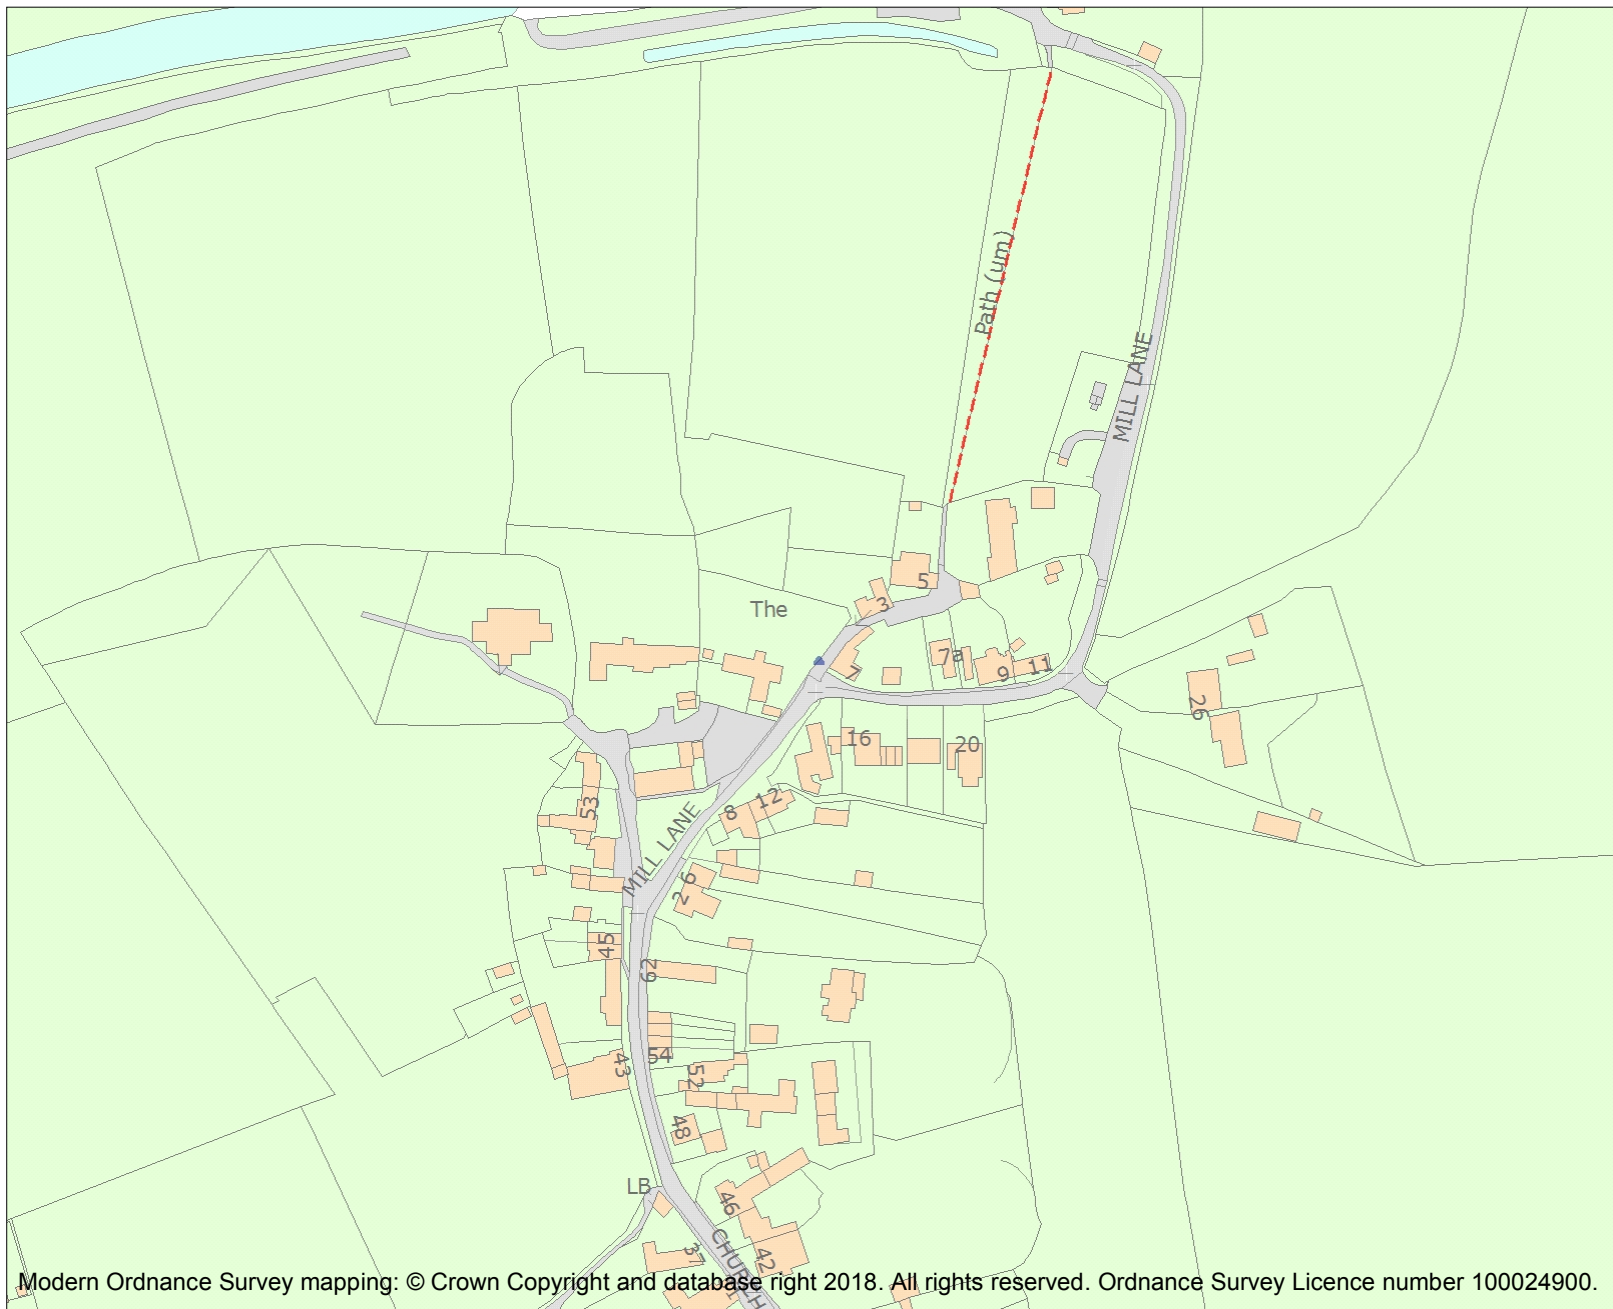 Path (um)
MILL LANE
The
5
3
7
7a
9
11
26
16
20
53
8
12
MILL LANE
6
2
45
62
54
43
52
48
LB
46
37
42
CHURCH
Modern Ordnance Survey mapping: © Crown Copyright and database right 2018. All rights reserved. Ordnance Survey Licence number 100024900.